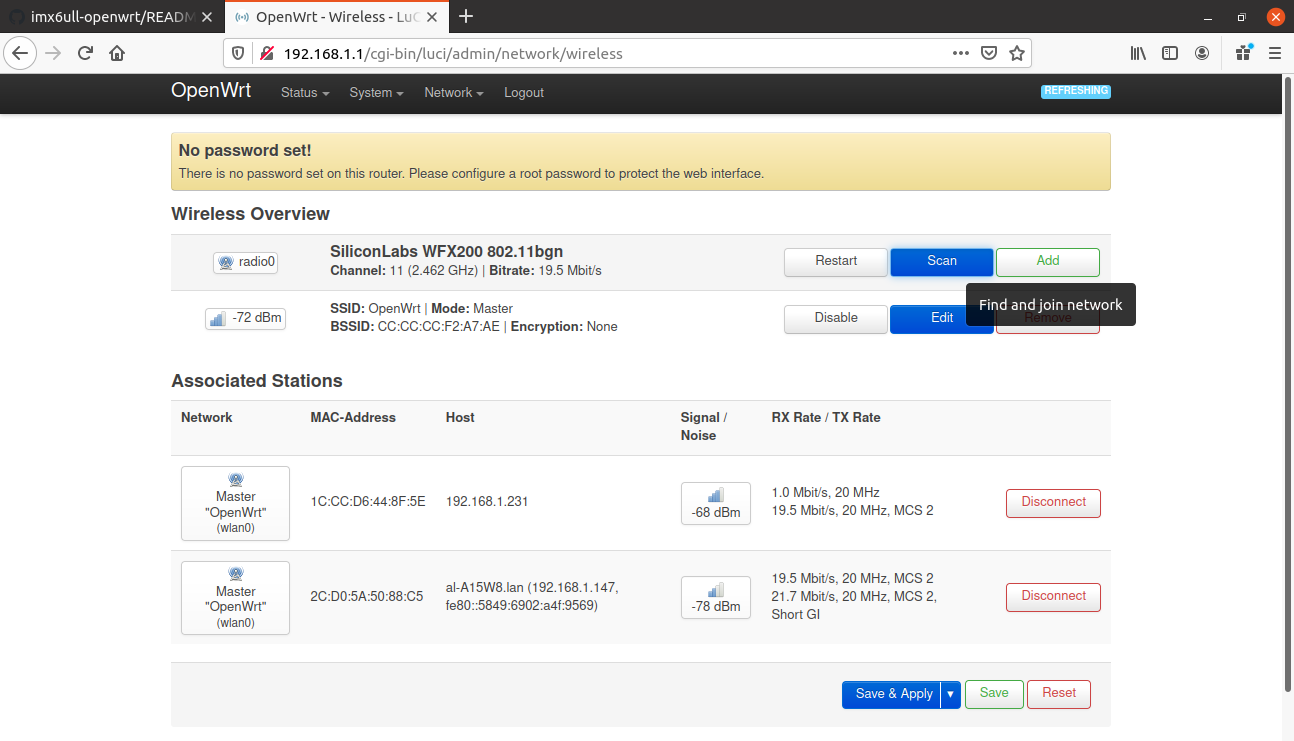 imx6ull-openwrt/READM
OpenWrt - Wireless - LuC
192.168.1.1/cgi-bin/luci/admin/network/wireless
OpenWrt Status System Network Logout REFRESHING
No password set!
There is no password set on this router. Please configure a root password to protect the web interface.
Wireless Overview
radio0
SiliconLabs WFX200 802.11bgn
Channel: 11 (2.462 GHz) | Bitrate: 19.5 Mbit/s
Restart Scan Add
Find and join network
-72 dBm
SSID: OpenWrt | Mode: Master
BSSID: CC:CC:CC:F2:A7:AE | Encryption: None
Disable Edit Remove
Associated Stations
Network MAC-Address Host Signal / Noise RX Rate / TX Rate
Master
"OpenWrt"
(wlan0)
1C:CC:D6:44:8F:5E
192.168.1.231
-68 dBm
1.0 Mbit/s, 20 MHz
19.5 Mbit/s, 20 MHz, MCS 2
Disconnect
Master
"OpenWrt"
(wlan0)
2C:D0:5A:50:88:C5
al-A15W8.lan (192.168.1.147,
fe80::5849:6902:a4f:9569)
-78 dBm
19.5 Mbit/s, 20 MHz, MCS 2
21.7 Mbit/s, 20 MHz, MCS 2,
Short GI
Disconnect
Save & Apply Save Reset